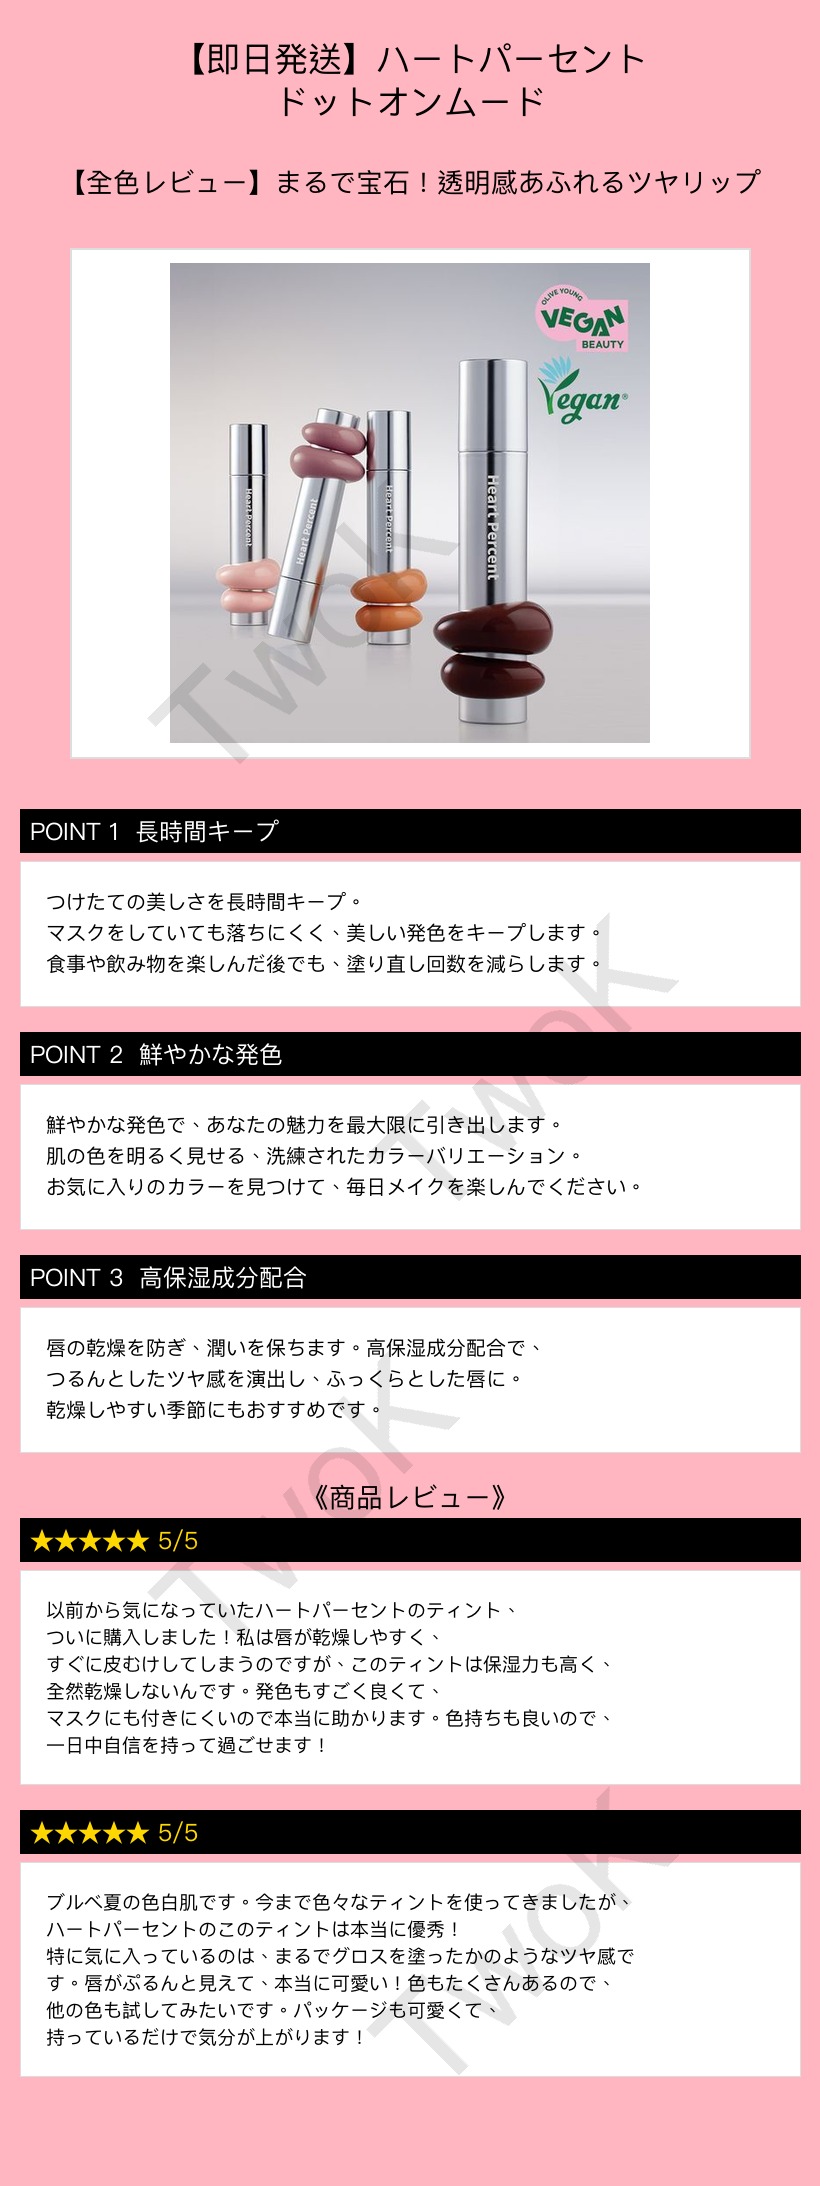 【即日発送】ハートパーセント
ドットオンムード
【全色レビュー】まるで宝石！透明感あふれるツヤリップ
OLIVE YOUNG
VEGAN
BEAUTY
Vegan®
Heart Percent
Heart Percent
Heart Percent
Heart Percent
TwoK
POINT 1 長時間キープ
つけたての美しさを長時間キープ。
マスクをしていても落ちにくく、美しい発色をキープします。
食事や飲み物を楽しんだ後でも、塗り直し回数を減らします。
TwoK
POINT 2 鮮やかな発色
鮮やかな発色で、あなたの魅力を最大限に引き出します。
肌の色を明るく見せる、洗練されたカラーバリエーション。
お気に入りのカラーを見つけて、毎日メイクを楽しんでください。
POINT 3 高保湿成分配合
唇の乾燥を防ぎ、潤いを保ちます。高保湿成分配合で、
つるんとしたツヤ感を演出し、ふっくらとした唇に。
乾燥しやすい季節にもおすすめです。
TwoK
《商品レビュー》
★★★★★ 5/5
以前から気になっていたハートパーセントのティント、
ついに購入しました！私は唇が乾燥しやすく、
すぐに皮むけしてしまうのですが、このティントは保湿力も高く、
全然乾燥しないんです。発色もすごく良くて、
マスクにも付きにくいので本当に助かります。色持ちも良いので、
一日中自信を持って過ごせます！
★★★★★ 5/5
ブルベ夏の色白肌です。今まで色々なティントを使ってきましたが、
ハートパーセントのこのティントは本当に優秀！
特に気に入っているのは、まるでグロスを塗ったかのようなツヤ感で
す。唇がぷるんと見えて、本当に可愛い！色もたくさんあるので、
他の色も試してみたいです。パッケージも可愛くて、
持っているだけで気分が上がります！
TwoK